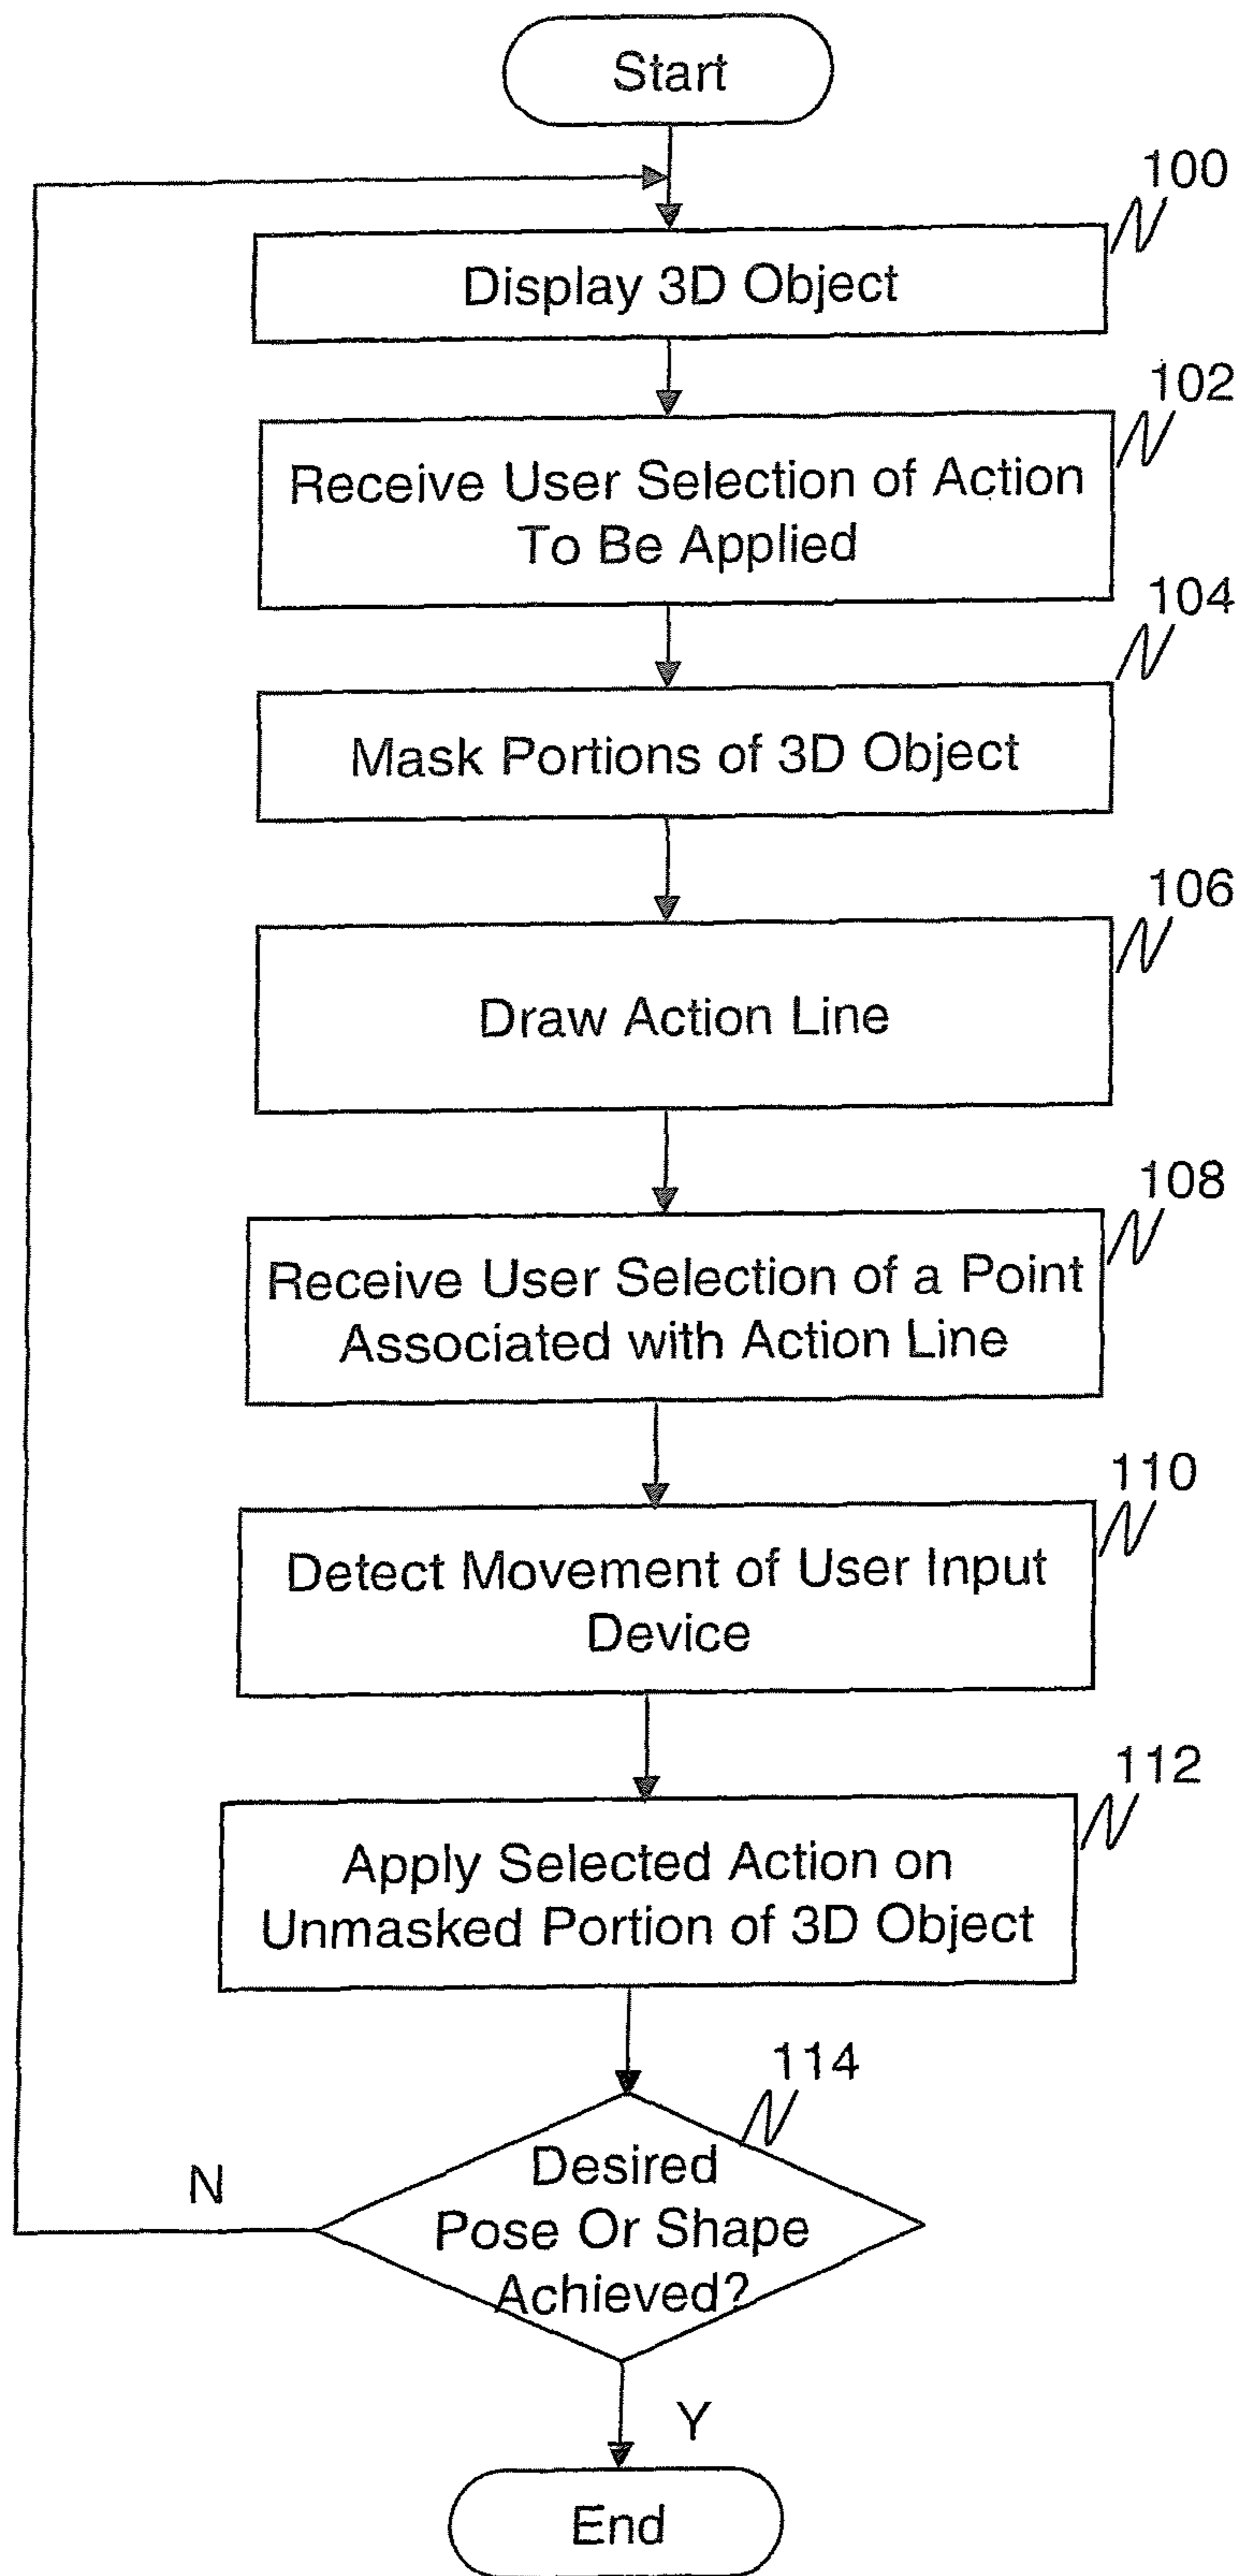 Start
100
Display 3D Object
102
Receive User Selection of Action
To Be Applied
104
Mask Portions of 3D Object
106
Draw Action Line
108
Receive User Selection of a Point
Associated with Action Line
110
Detect Movement of User Input
Device
112
Apply Selected Action on
Unmasked Portion of 3D Object
114
Desired
Pose Or Shape
Achieved?
N
Y
End